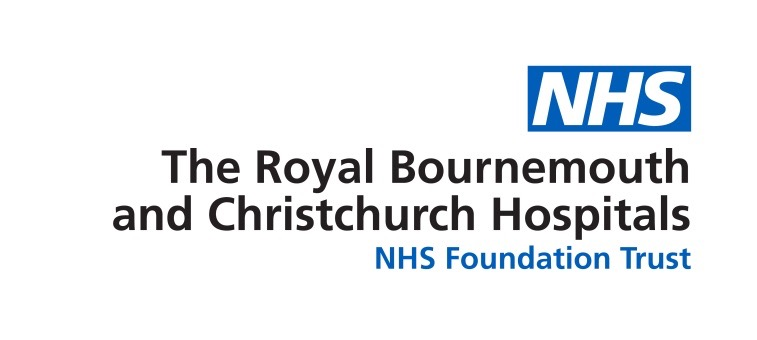 NHS
The Royal Bournemouth
and Christchurch Hospitals
NHS Foundation Trust